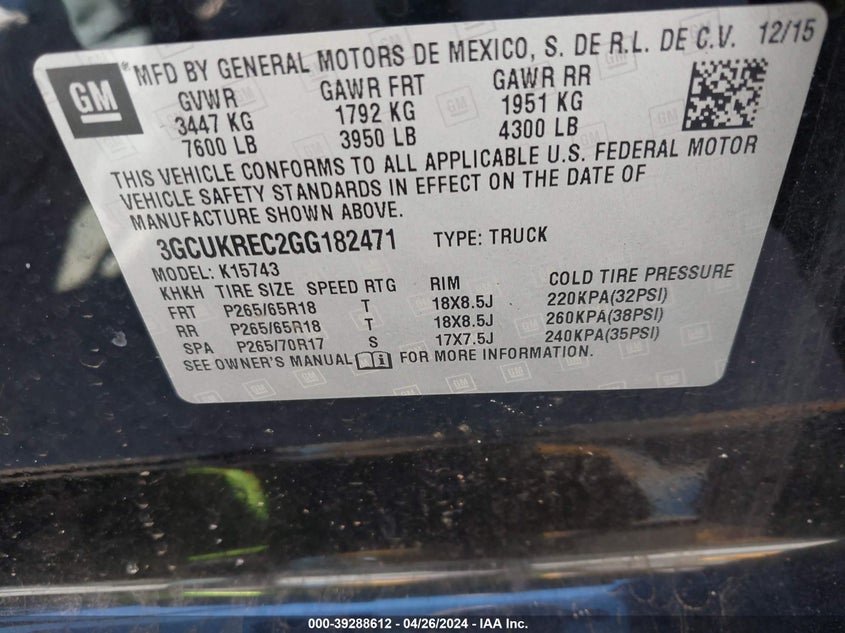 GM ® MFD BY GENERAL MOTORS DE MEXICO, S. DE R.L. DE C.V. 12/15
GVWR GAWR FRT GAWR RR
3447 KG 1792 KG 1951 KG
7600 LB 3950 LB 4300 LB
THIS VEHICLE CONFORMS TO ALL APPLICABLE U.S. FEDERAL MOTOR
VEHICLE SAFETY STANDARDS IN EFFECT ON THE DATE OF
MANUFACTURE SHOWN ABOVE.
3GCUKREC2GG182471 TYPE: TRUCK
MODEL: K15743
KHKH TIRE SIZE SPEED RTG RIM COLD TIRE PRESSURE
FRT P265/65R18 T 18X8.5J 220KPA(32PSI)
RR P265/65R18 T 18X8.5J 260KPA(38PSI)
SPA P265/70R17 S 17X7.5J 240KPA(35PSI)
SEE OWNER'S MANUAL FOR MORE INFORMATION.
000-39288612 - 04/26/2024 - IAA Inc.